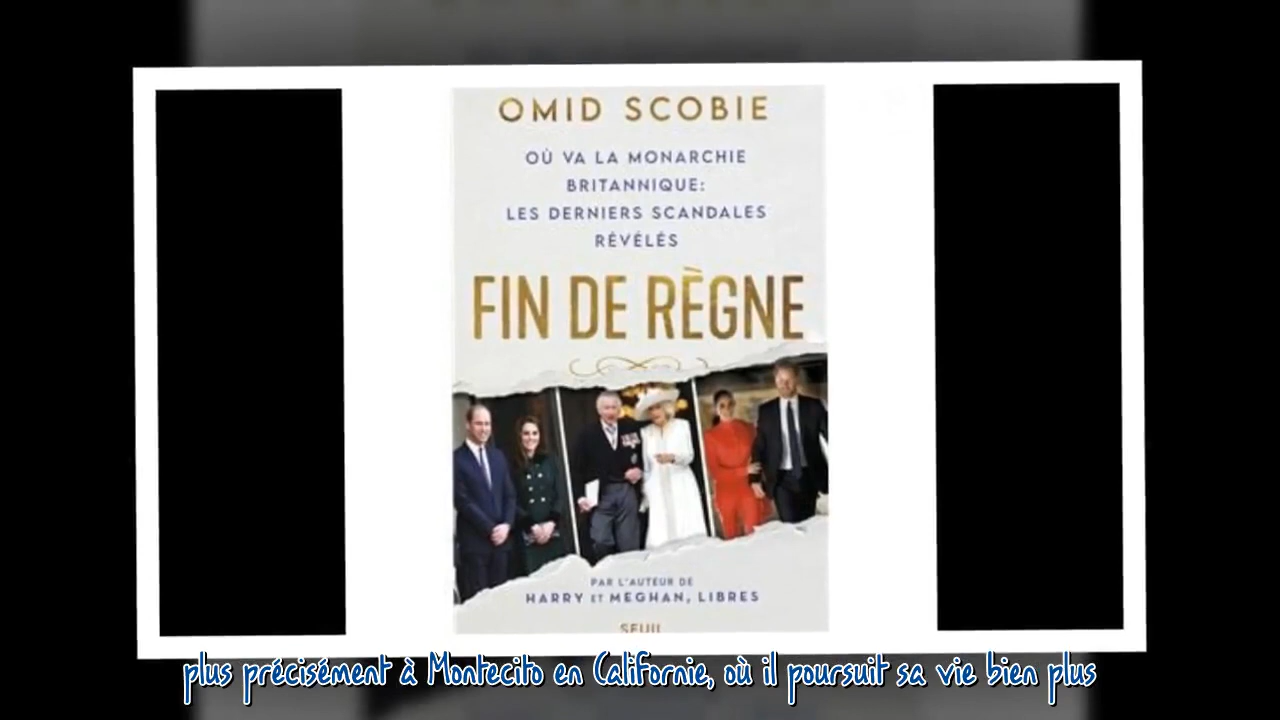 OMID SCOBIE
OÙ VA LA MONARCHIE
BRITANNIQUE:
LES DERNIERS SCANDALES
RÉVÉLÉS
FIN DE RÈGNE
PAR L'AUTEUR DE
HARRY ET MEGHAN, LIBRES
SEUIL
plus précisément à Montecito en Californie, où il poursuit sa vie bien plus